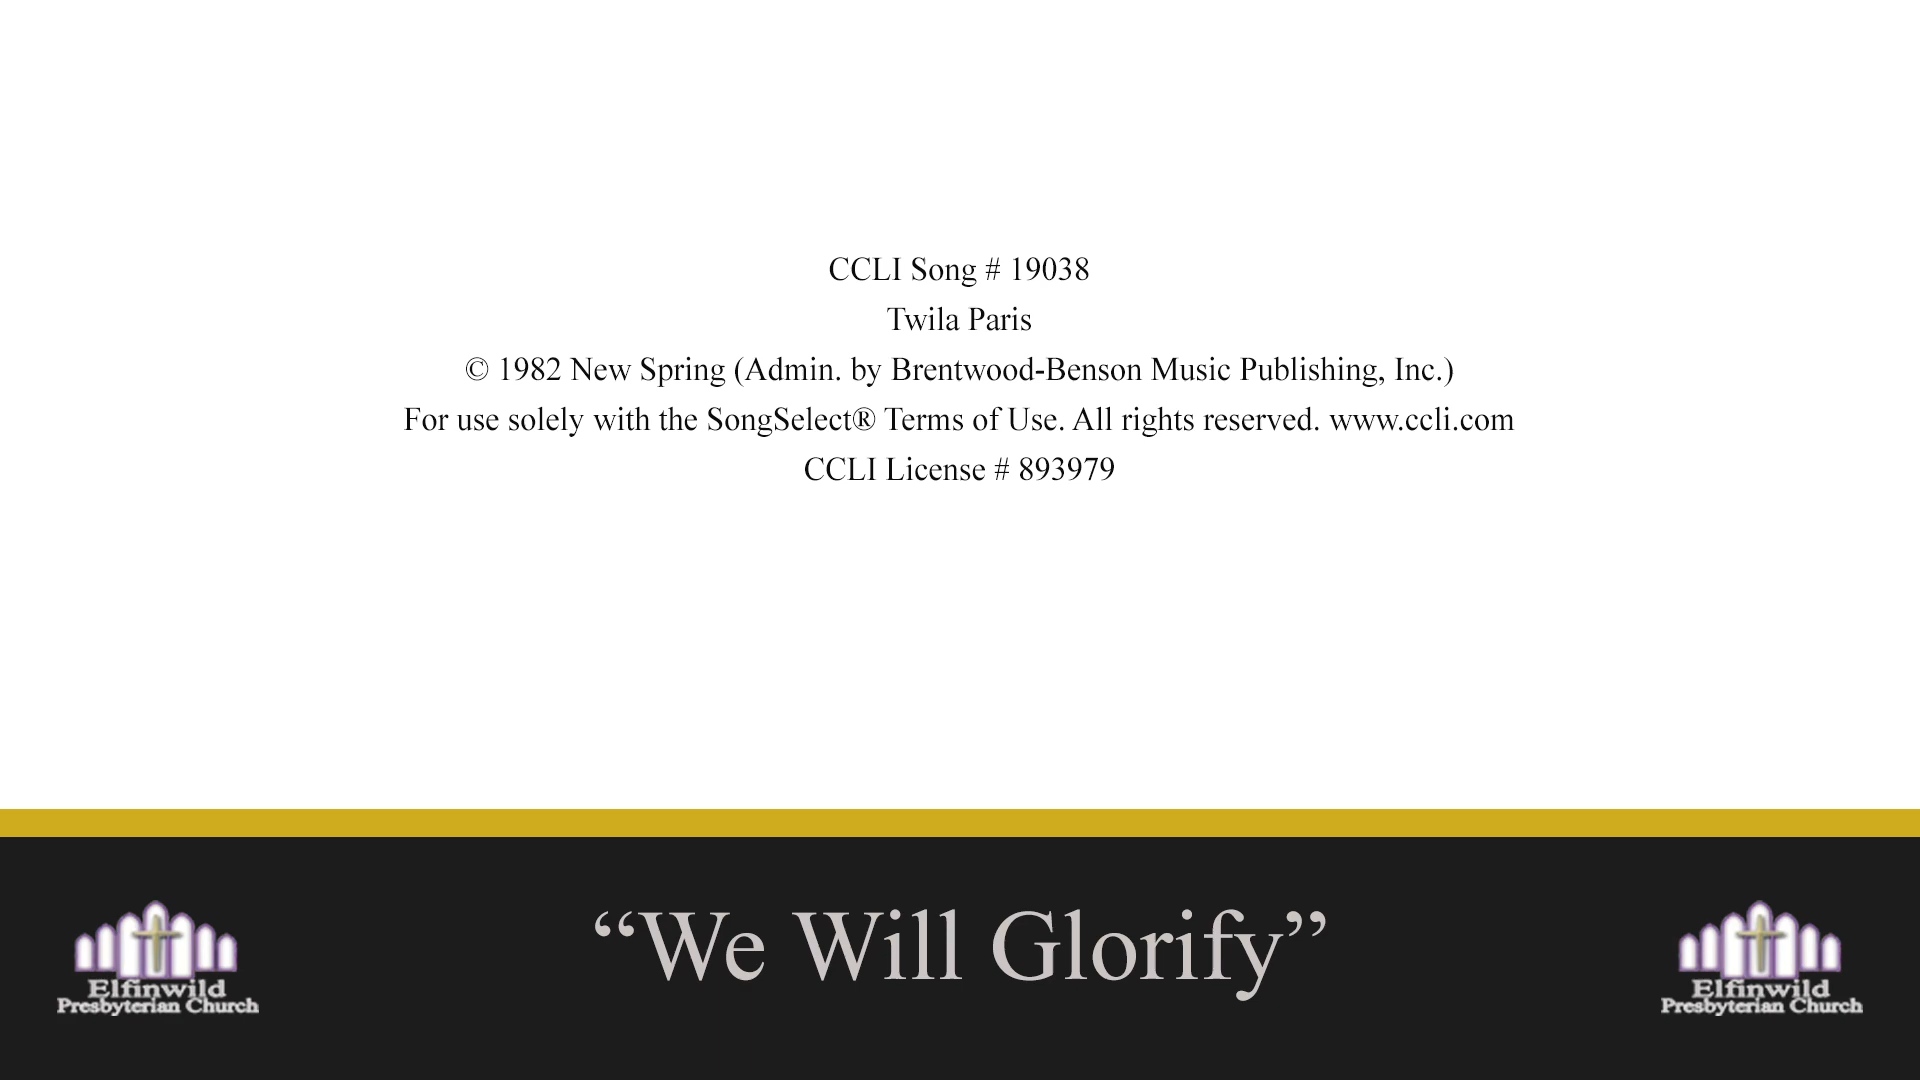 CCLI Song # 19038
Twila Paris
© 1982 New Spring (Admin. by Brentwood-Benson Music Publishing, Inc.)
For use solely with the SongSelect® Terms of Use. All rights reserved. www.ccli.com
CCLI License # 893979
“We Will Glorify”
Elfinwild
Presbyterian Church
Elfinwild
Presbyterian Church